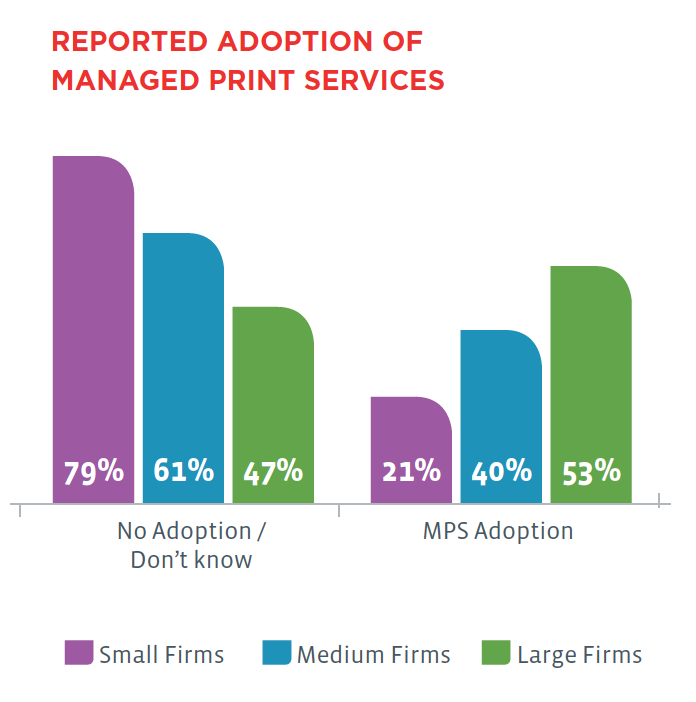 REPORTED ADOPTION OF
MANAGED PRINT SERVICES
79%
61%
47%
21%
40%
53%
No Adoption /
Don’t know
MPS Adoption
Small Firms
Medium Firms
Large Firms